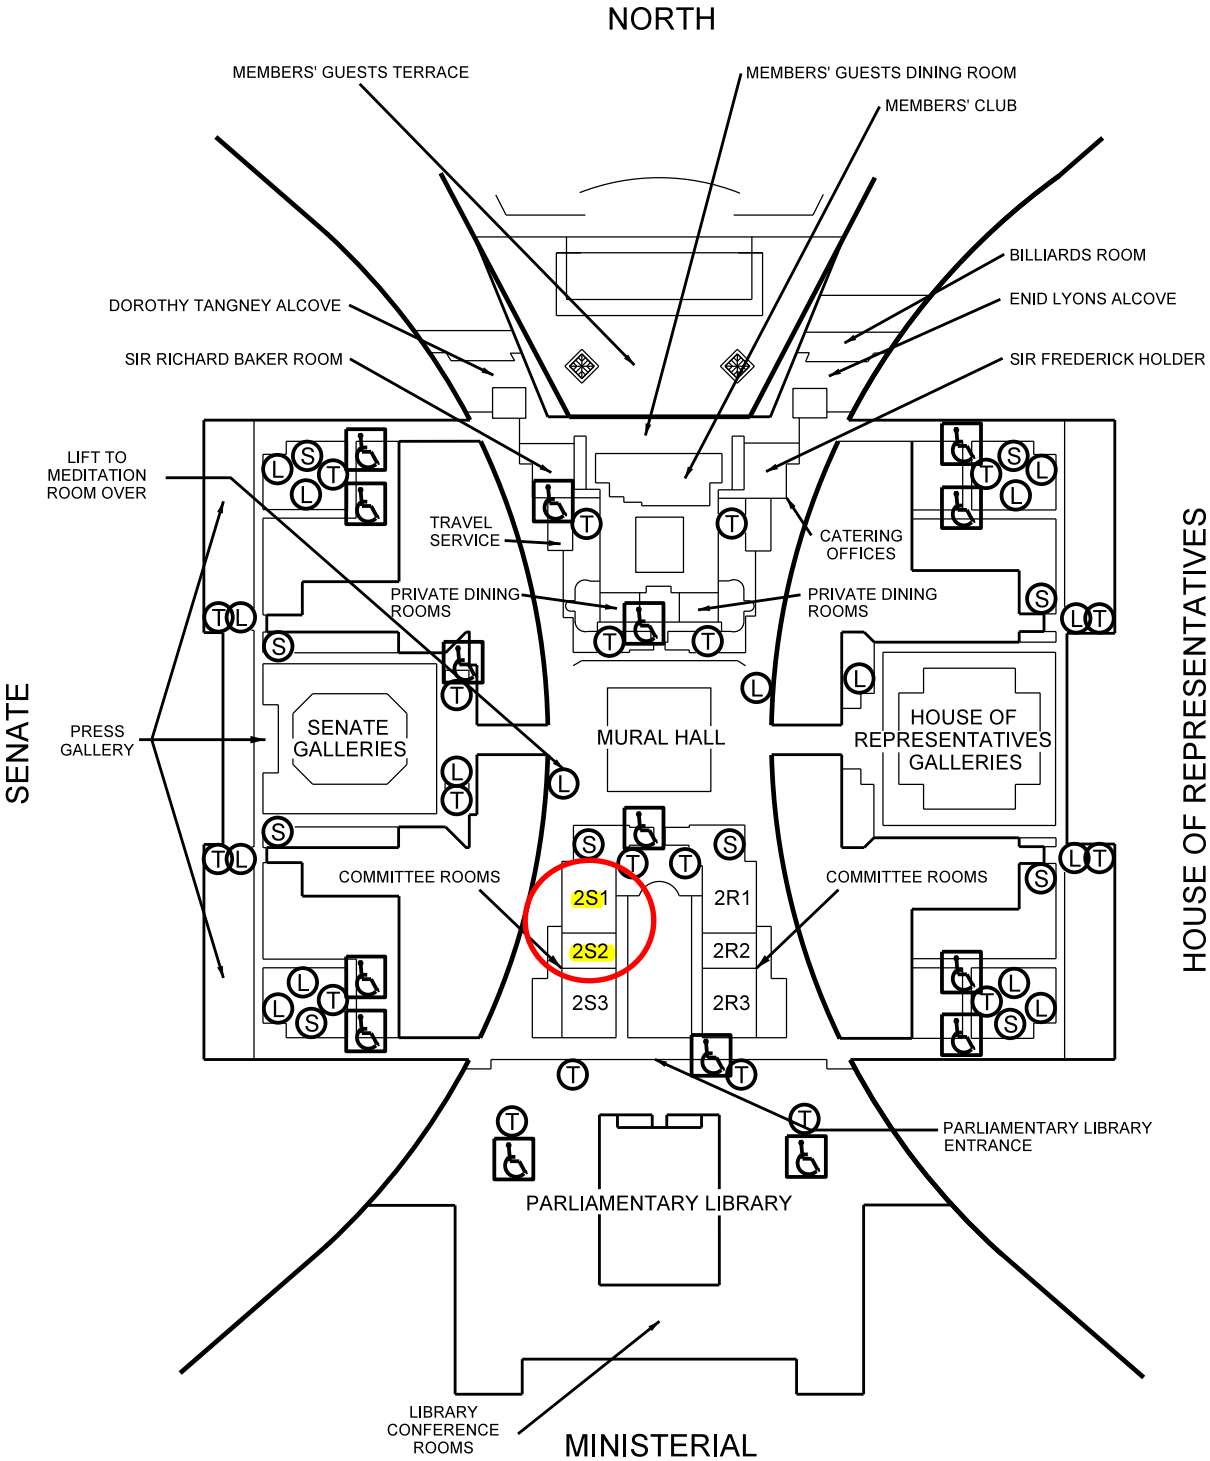 NORTH
MEMBERS' GUESTS TERRACE
MEMBERS' GUESTS DINING ROOM
MEMBERS' CLUB
BILLIARDS ROOM
DOROTHY TANGNEY ALCOVE
ENID LYONS ALCOVE
SIR RICHARD BAKER ROOM
SIR FREDERICK HOLDER
LIFT TO
MEDITATION
ROOM OVER
L
S
T
L
S
T
L
L
TRAVEL
SERVICE
T
T
CATERING
OFFICES
PRIVATE DINING
ROOMS
PRIVATE DINING
ROOMS
T
L
S
T
T
S
L
T
SENATE
HOUSE OF REPRESENTATIVES
T
L
L
PRESS
GALLERY
SENATE
GALLERIES
MURAL HALL
HOUSE OF
REPRESENTATIVES
GALLERIES
L
T
L
S
T
L
S
T
T
S
L
T
S
COMMITTEE ROOMS
COMMITTEE ROOMS
2S1
2R1
2S2
2R2
2S3
2R3
L
L
T
S
T
L
L
S
T
T
T
T
PARLIAMENTARY LIBRARY
ENTRANCE
PARLIAMENTARY LIBRARY
LIBRARY
CONFERENCE
ROOMS
MINISTERIAL